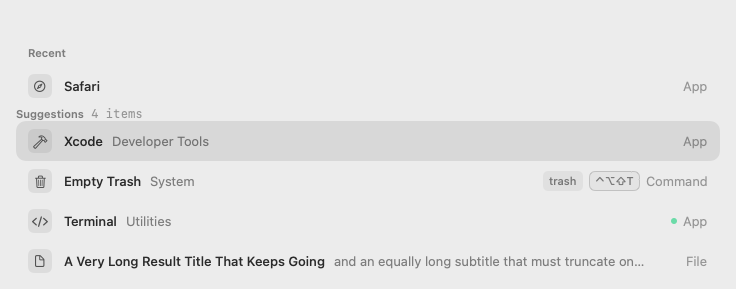 Recent
Safari App
Suggestions 4 items
Xcode Developer Tools App
Empty Trash System trash ^⌥⇧T Command
Terminal Utilities App
A Very Long Result Title That Keeps Going and an equally long subtitle that must truncate on... File